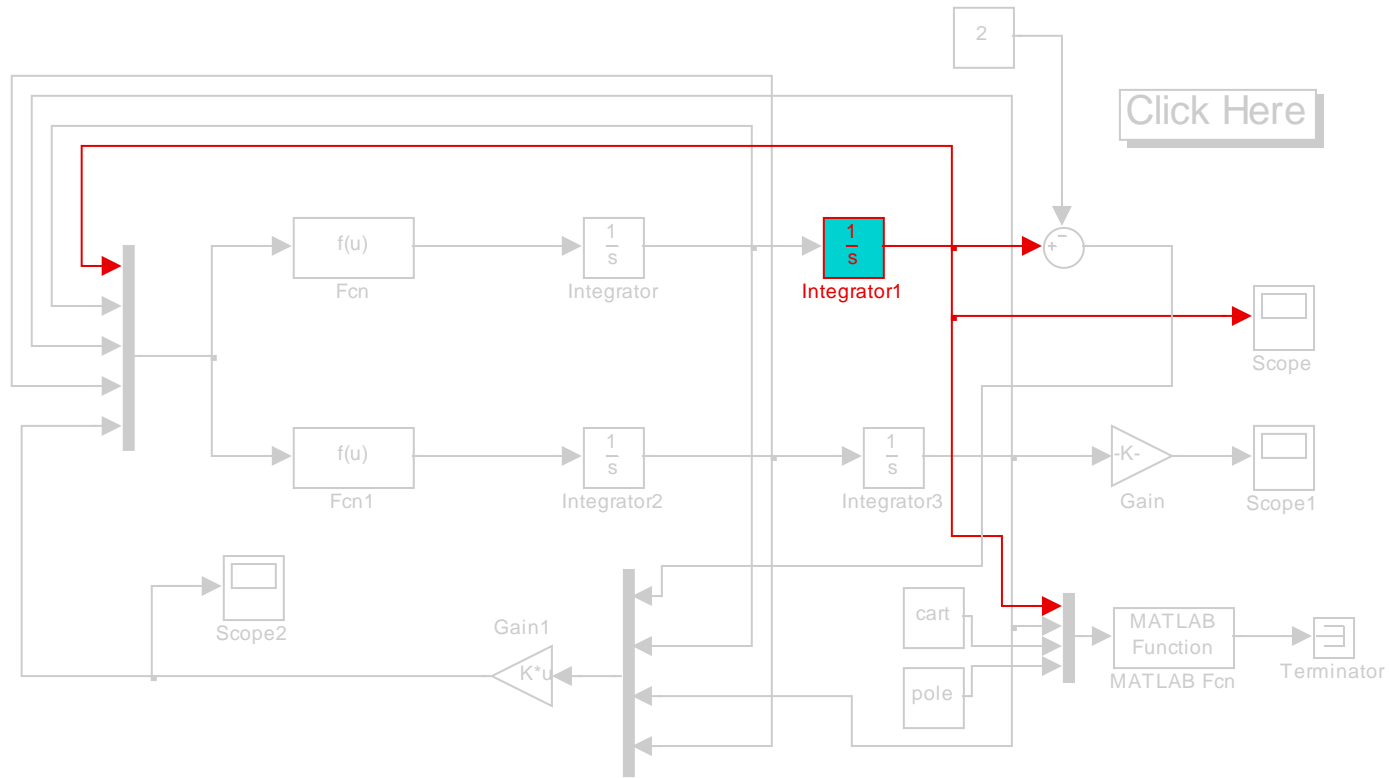 2
Click Here
f(u)
Fcn
1
s
Integrator
1
s
Integrator1
−
+
Scope
f(u)
Fcn1
1
s
Integrator2
1
s
Integrator3
-K-
Gain
Scope1
Scope2
Gain1
K*u
cart
pole
MATLAB
Function
MATLAB Fcn
Terminator